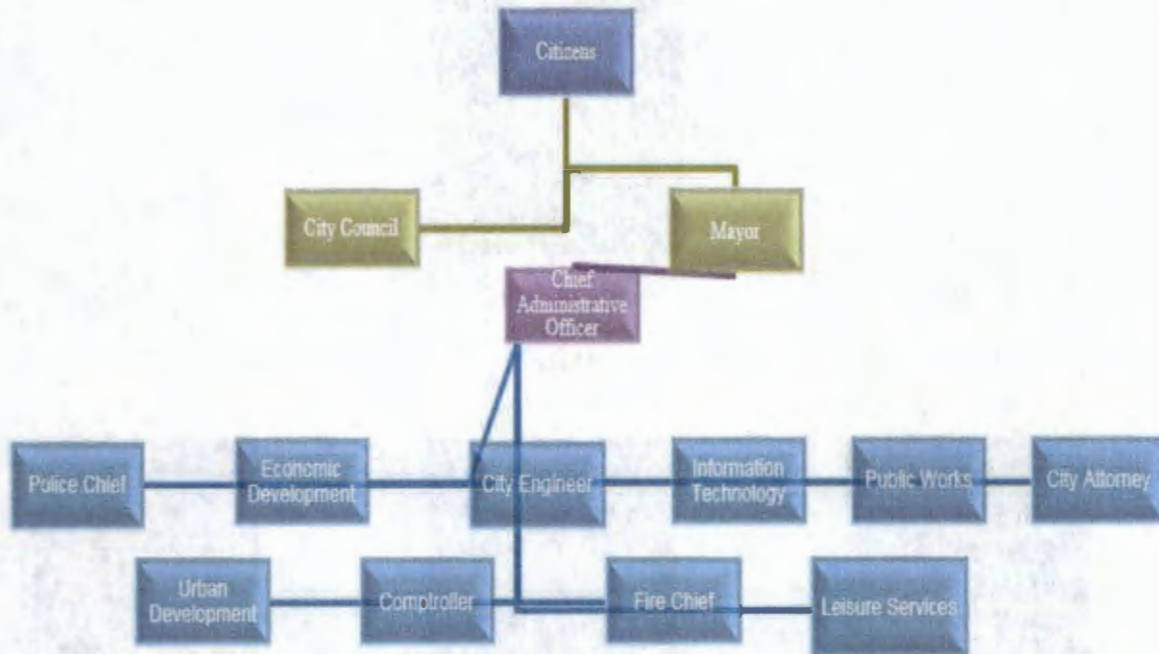 Citizens
City Council
Mayor
Chief
Administrative
Officer
Police Chief
Economic
Development
City Engineer
Information
Technology
Public Works
City Attorney
Urban
Development
Comptroller
Fire Chief
Leisure Services